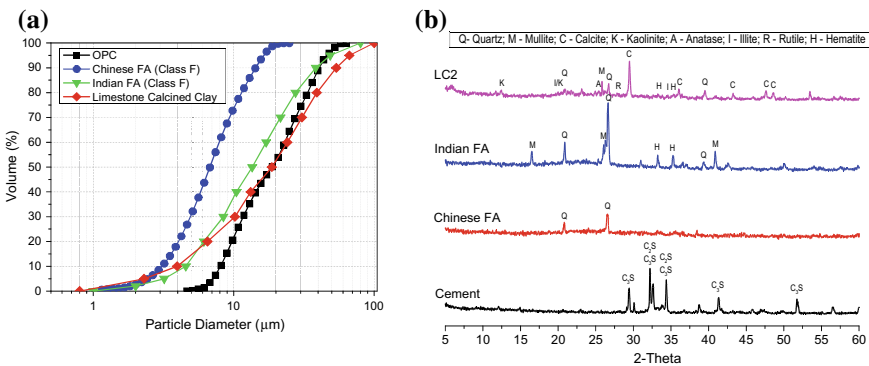 (a)
100
90
80
70
60
50
40
30
20
10
0
Volume (%)
OPC
Chinese FA (Class F)
Indian FA (Class F)
Limestone Calcined Clay
1
10
100
Particle Diameter (μm)
(b)
Q- Quartz; M - Mullite; C - Calcite; K - Kaolinite; A - Anatase; I - Illite; R - Rutile; H - Hematite
LC2
K
I/K
Q
A
M
Q
R
C
H
I
H
C
Q
C
C
C
Indian FA
M
Q
M
Q
H
H
Q
M
Chinese FA
Q
Q
Cement
C₃S
C₂S
C₃S
C₂S
C₃S
C₃S
C₃S
5
10
15
20
25
30
35
40
45
50
55
60
2-Theta